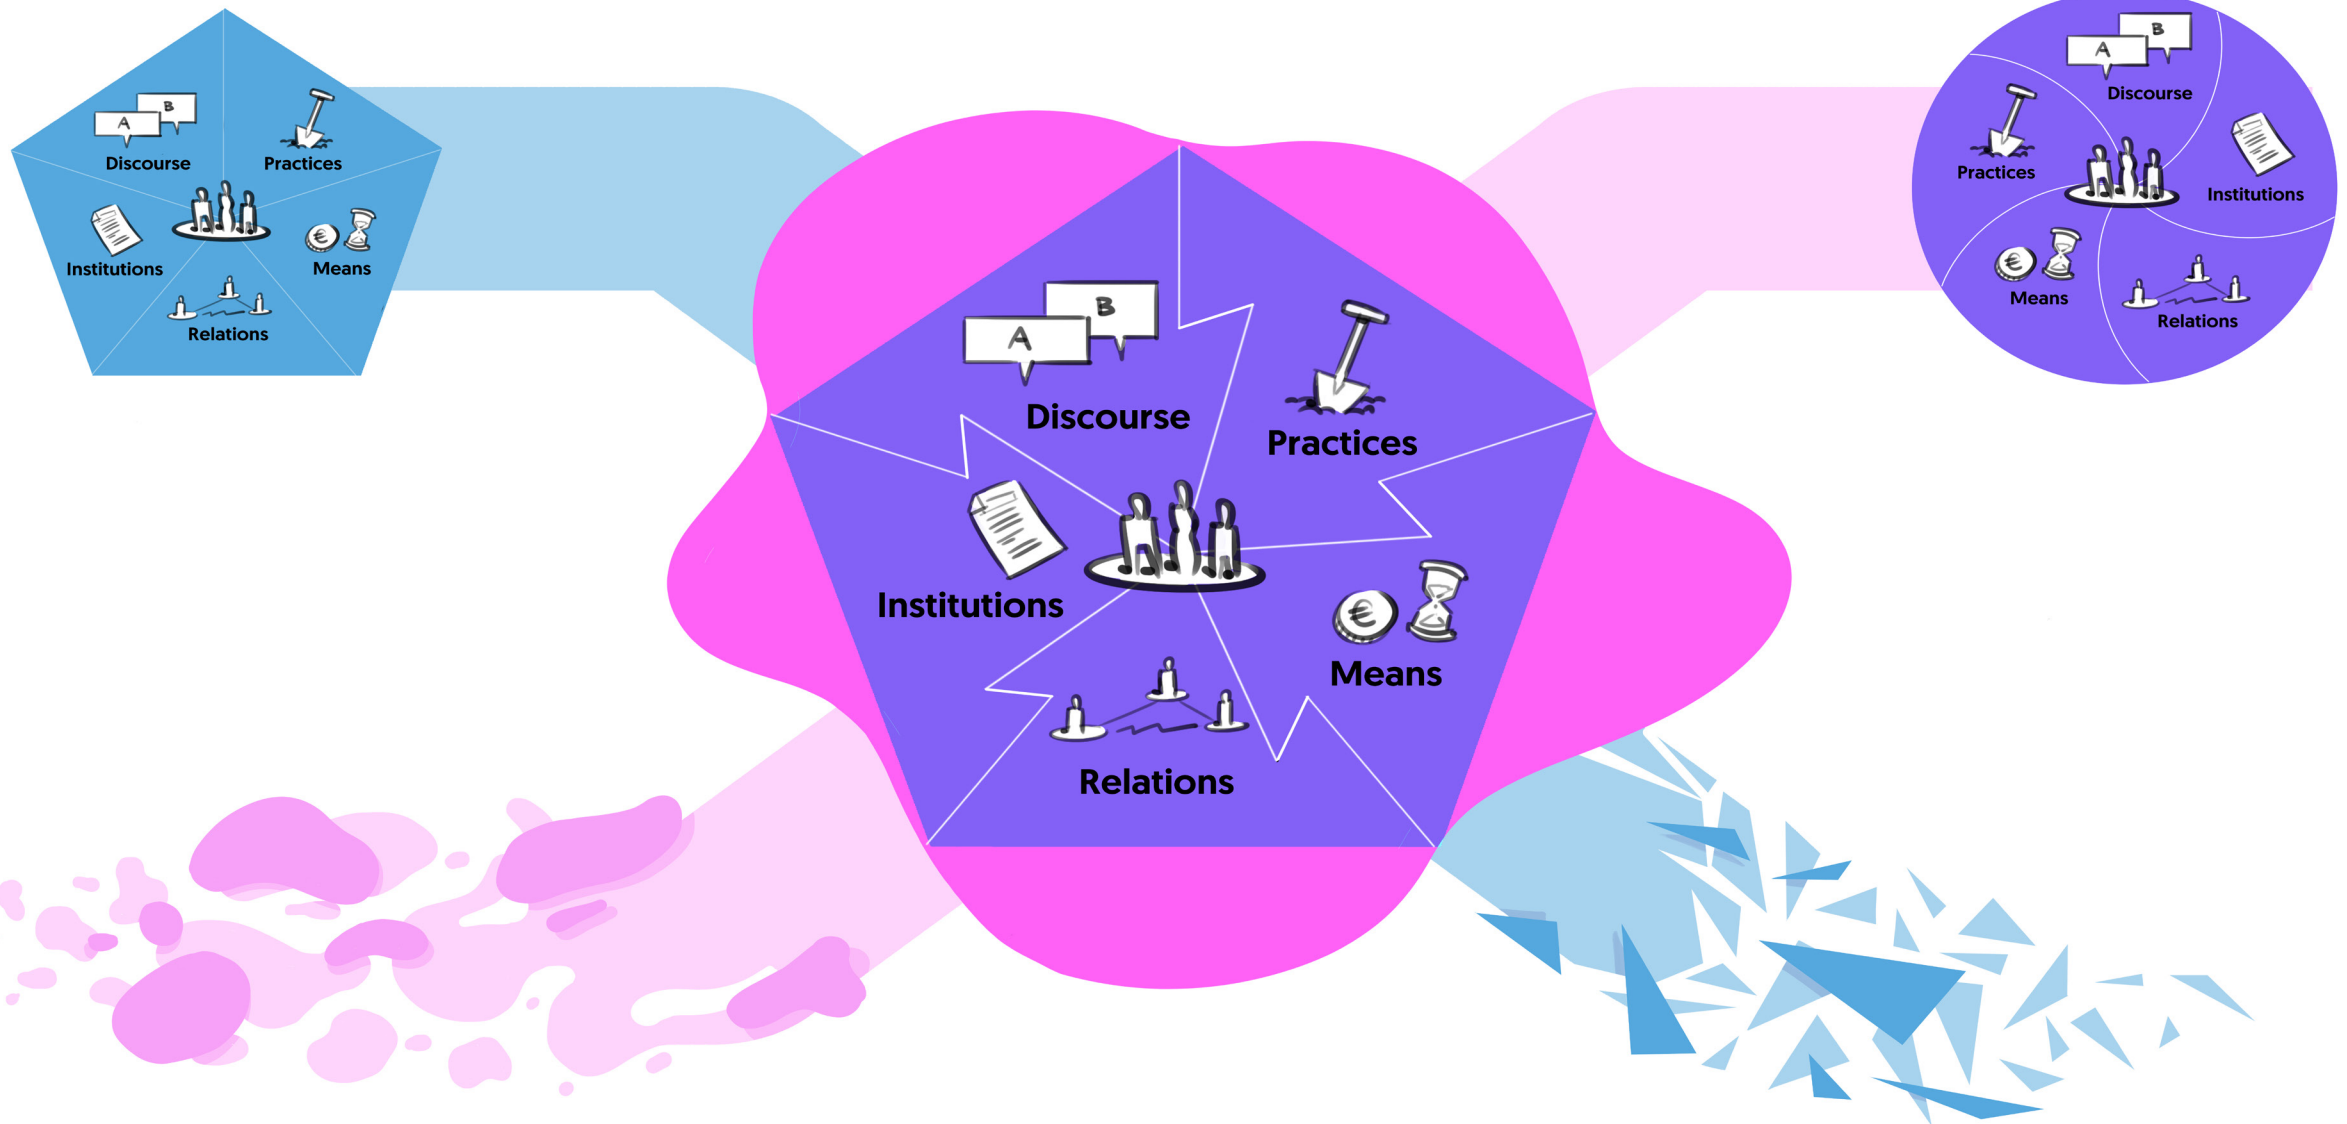 B
A
Discourse
Practices
€
Institutions
Means
Relations
B
A
Discourse
Practices
Institutions
€
Means
Relations
B
A
Discourse
Practices
Institutions
€
Means
Relations